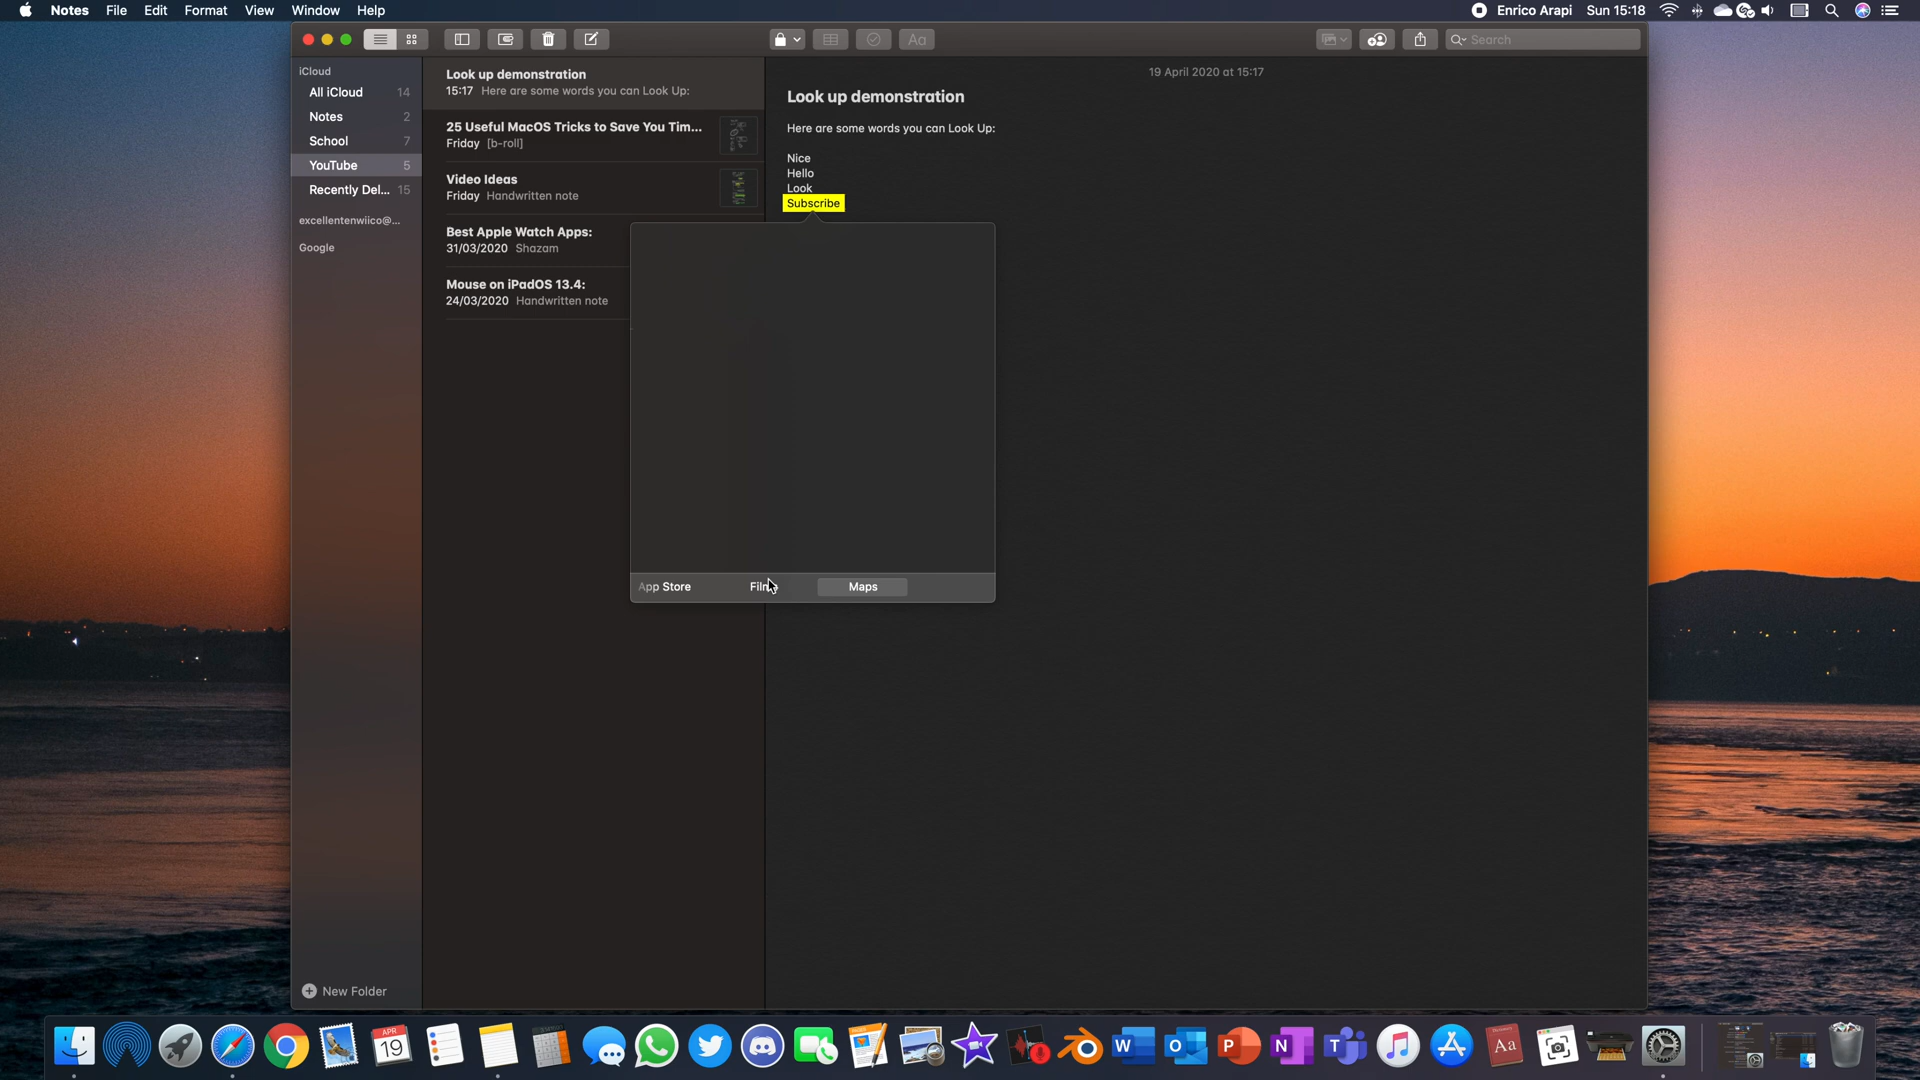 Notes File Edit Format View Window Help
Enrico Arapi Sun 15:18
Search
iCloud
All iCloud 14
Notes 2
School 7
YouTube 5
Recently Del... 15
excellentenwiico@...
Google
New Folder
Look up demonstration
15:17 Here are some words you can Look Up:
25 Useful MacOS Tricks to Save You Tim...
Friday [b-roll]
Video Ideas
Friday Handwritten note
Best Apple Watch Apps:
31/03/2020 Shazam
Mouse on iPadOS 13.4:
24/03/2020 Handwritten note
19 April 2020 at 15:17
Look up demonstration
Here are some words you can Look Up:
Nice
Hello
Look
Subscribe
App Store Maps
APR
19
Aa